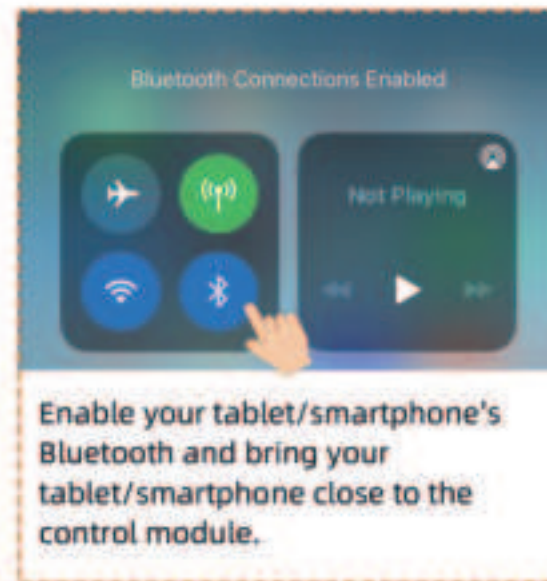 Bluetooth Connections Enabled
Not Playing
Enable your tablet/smartphone's
Bluetooth and bring your
tablet/smartphone close to the
control module.